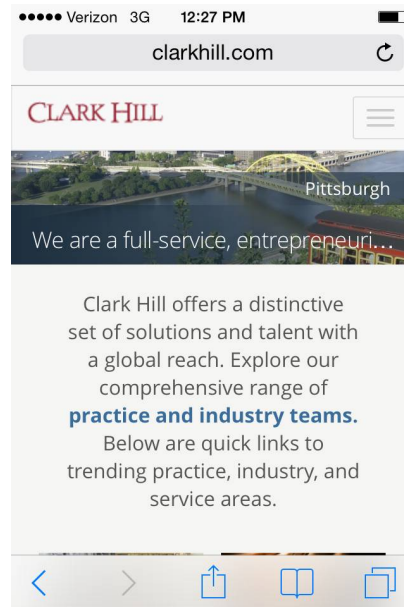 Verizon 3G 12:27 PM
clarkhill.com
CLARK HILL
Pittsburgh
We are a full-service, entrepreneuri...
Clark Hill offers a distinctive
set of solutions and talent with
a global reach. Explore our
comprehensive range of
practice and industry teams.
Below are quick links to
trending practice, industry, and
service areas.